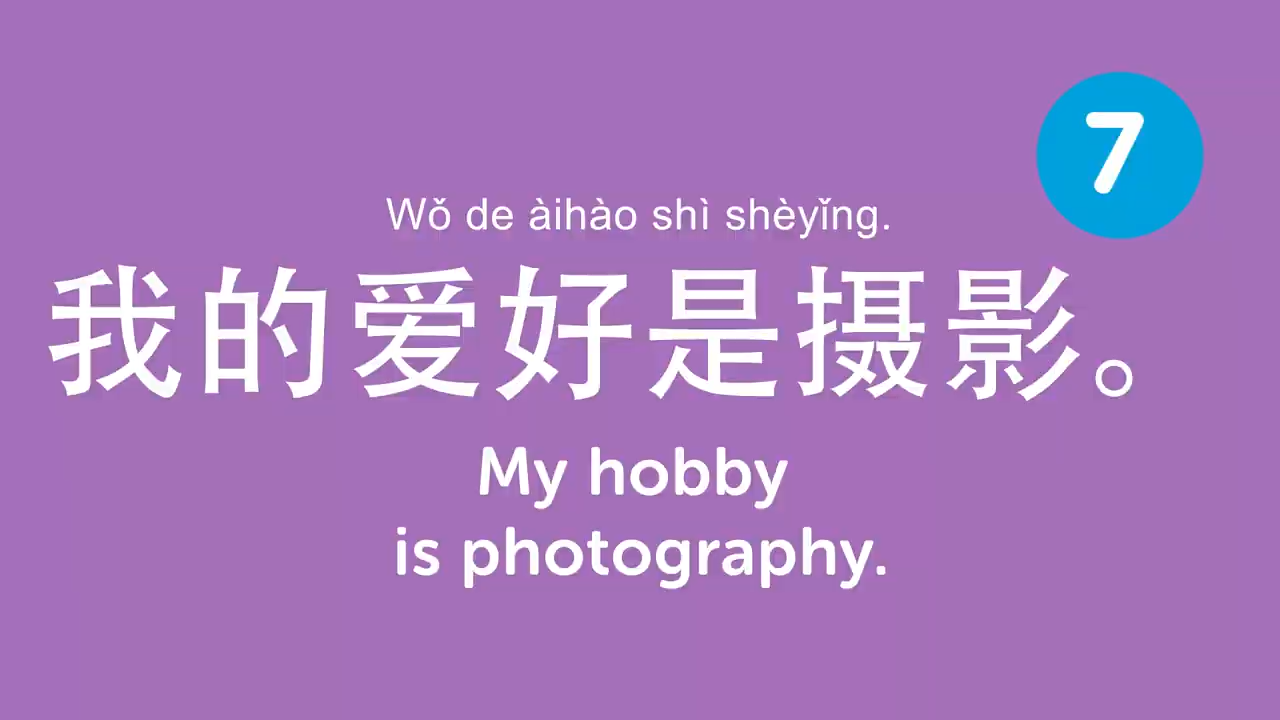 7
Wǒ de àihào shì shèyǐng.
我的爱好是摄影。
My hobby
is photography.